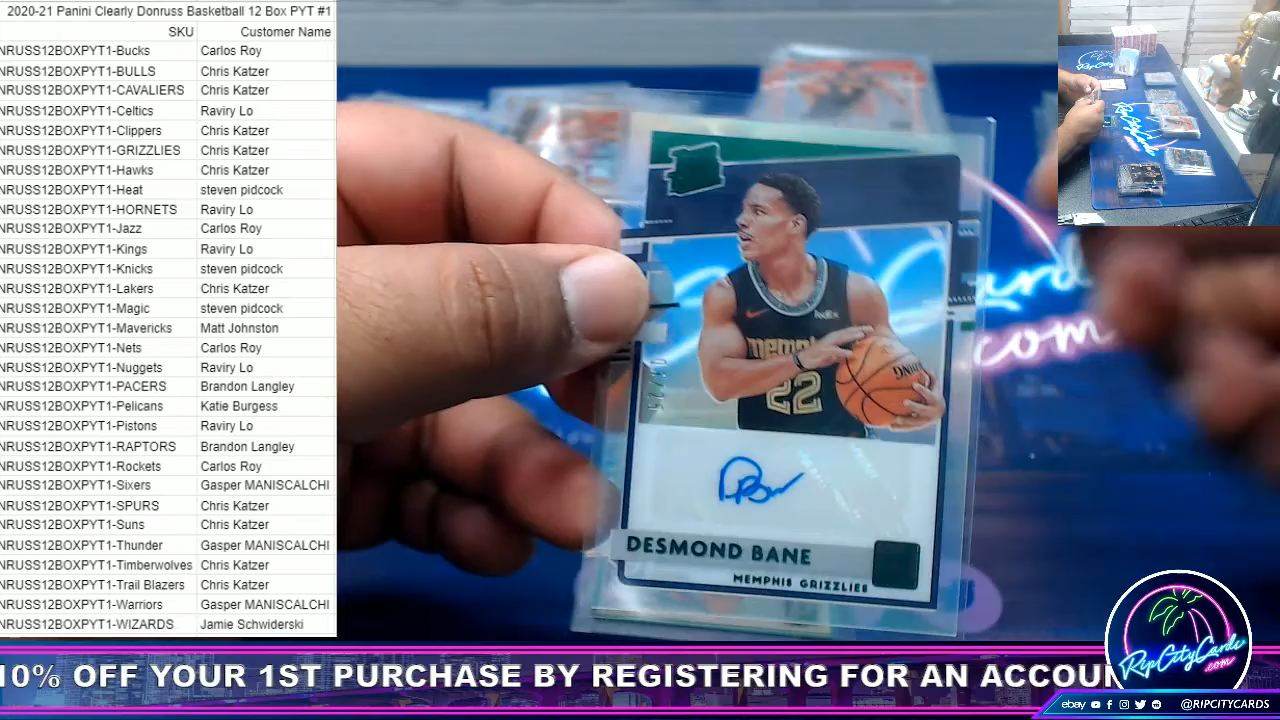 2020-21 Panini Clearly Donruss Basketball 12 Box PYT #1
SKU Customer Name
NRUSS12BOXPYT1-Bucks Carlos Roy
NRUSS12BOXPYT1-BULLS Chris Katzer
NRUSS12BOXPYT1-CAVALIERS Chris Katzer
NRUSS12BOXPYT1-Celtics Raviry Lo
NRUSS12BOXPYT1-Clippers Chris Katzer
NRUSS12BOXPYT1-GRIZZLIES Chris Katzer
NRUSS12BOXPYT1-Hawks Chris Katzer
NRUSS12BOXPYT1-Heat steven pidcock
NRUSS12BOXPYT1-HORNETS Raviry Lo
NRUSS12BOXPYT1-Jazz Carlos Roy
NRUSS12BOXPYT1-Kings Raviry Lo
NRUSS12BOXPYT1-Knicks steven pidcock
NRUSS12BOXPYT1-Lakers Chris Katzer
NRUSS12BOXPYT1-Magic steven pidcock
NRUSS12BOXPYT1-Mavericks Matt Johnston
NRUSS12BOXPYT1-Nets Carlos Roy
NRUSS12BOXPYT1-Nuggets Raviry Lo
NRUSS12BOXPYT1-PACERS Brandon Langley
NRUSS12BOXPYT1-Pelicans Katie Burgess
NRUSS12BOXPYT1-Pistons Raviry Lo
NRUSS12BOXPYT1-RAPTORS Brandon Langley
NRUSS12BOXPYT1-Rockets Carlos Roy
NRUSS12BOXPYT1-Sixers Gasper MANISCALCHI
NRUSS12BOXPYT1-SPURS Chris Katzer
NRUSS12BOXPYT1-Suns Chris Katzer
NRUSS12BOXPYT1-Thunder Gasper MANISCALCHI
NRUSS12BOXPYT1-Timberwolves Chris Katzer
NRUSS12BOXPYT1-Trail Blazers Chris Katzer
NRUSS12BOXPYT1-Warriors Gasper MANISCALCHI
NRUSS12BOXPYT1-WIZARDS Jamie Schwiderski
FedEx
22
DESMOND BANE
MEMPHIS GRIZZLIES
com
10% OFF YOUR 1ST PURCHASE BY REGISTERING FOR AN ACCOUN
RipCityCards
.com
ebay @RIPCITYCARDS